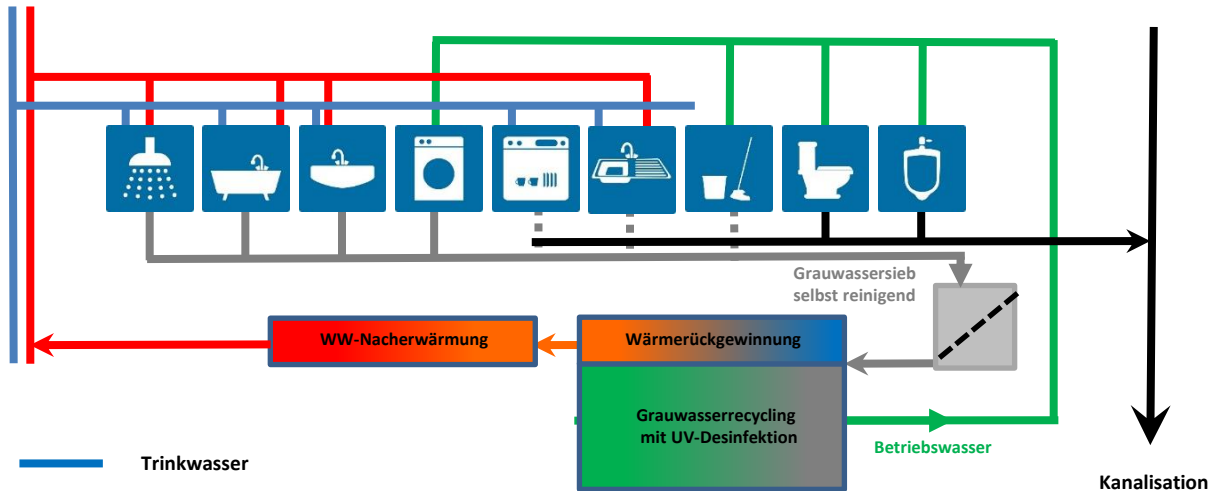 Grauwassersieb
selbst reinigend
WW-Nacherwärmung
Wärmerückgewinnung
Grauwasserrecycling
mit UV-Desinfektion
Betriebswasser
Trinkwasser
Kanalisation